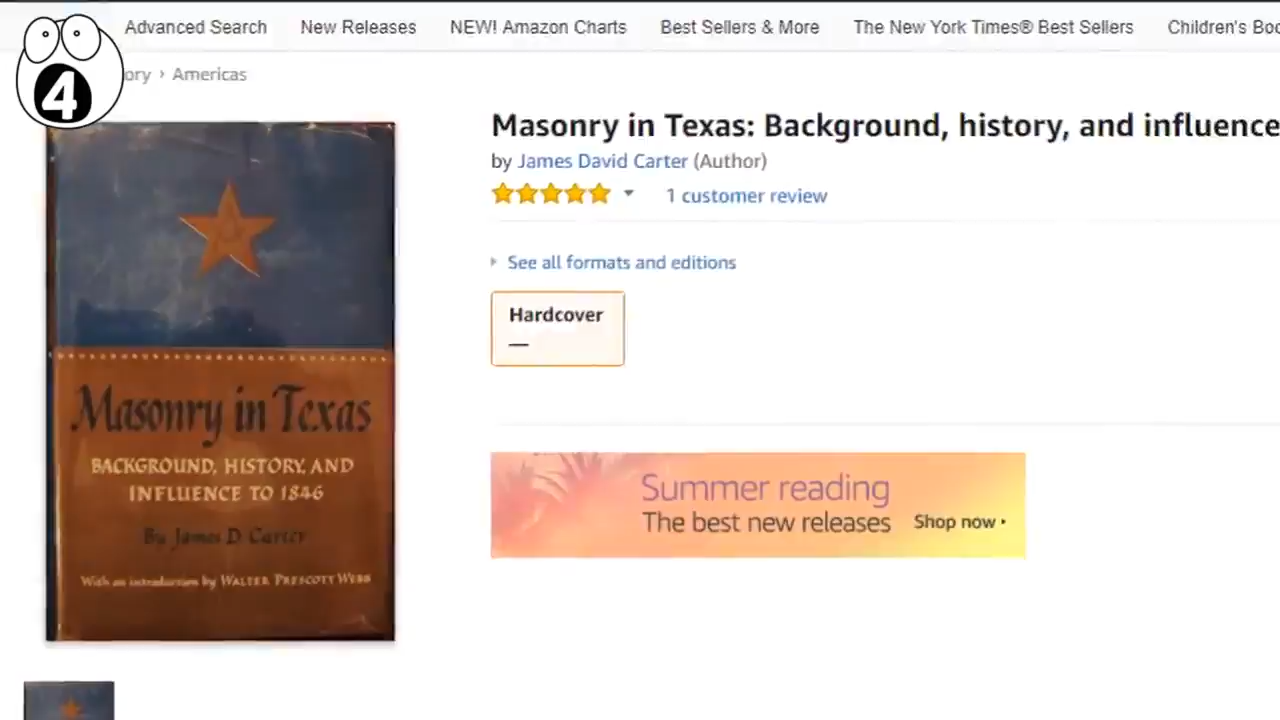 Advanced Search New Releases NEW! Amazon Charts Best Sellers & More The New York Times® Best Sellers Children's Boo
4
ory › Americas
Masonry in Texas: Background, history, and influence
by James David Carter (Author)
1 customer review
See all formats and editions
Hardcover
—
Masonry in Texas
BACKGROUND, HISTORY, AND
INFLUENCE TO 1846
By James D. Carter
With an introduction by WALTER PRESCOTT WEBB
Summer reading
The best new releases Shop now ›